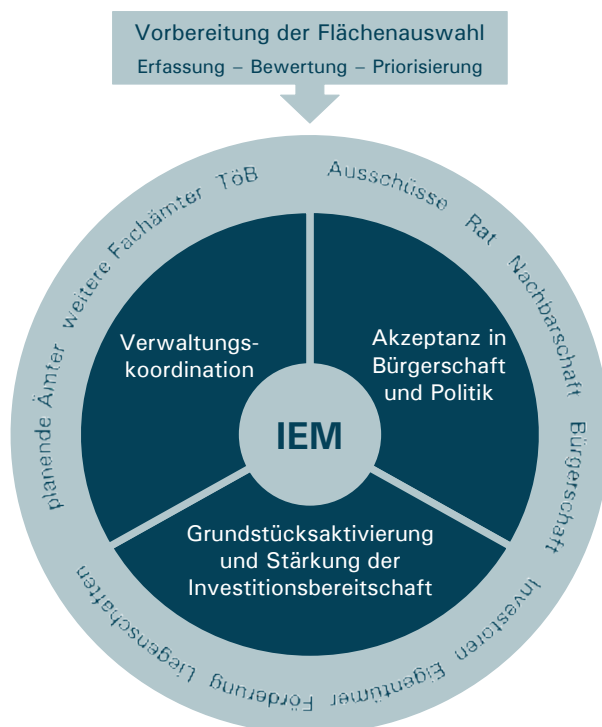 Vorbereitung der Flächenauswahl
Erfassung – Bewertung – Priorisierung
planende Ämter weitere Fachämter TöB
Ausschüsse Rat Nachbarschaft Bürgerschaft
Investoren Eigentümer Förderung Liegenschaften
Verwaltungs-
koordination
Akzeptanz in
Bürgerschaft
und Politik
IEM
Grundstücksaktivierung
und Stärkung der
Investitionsbereitschaft